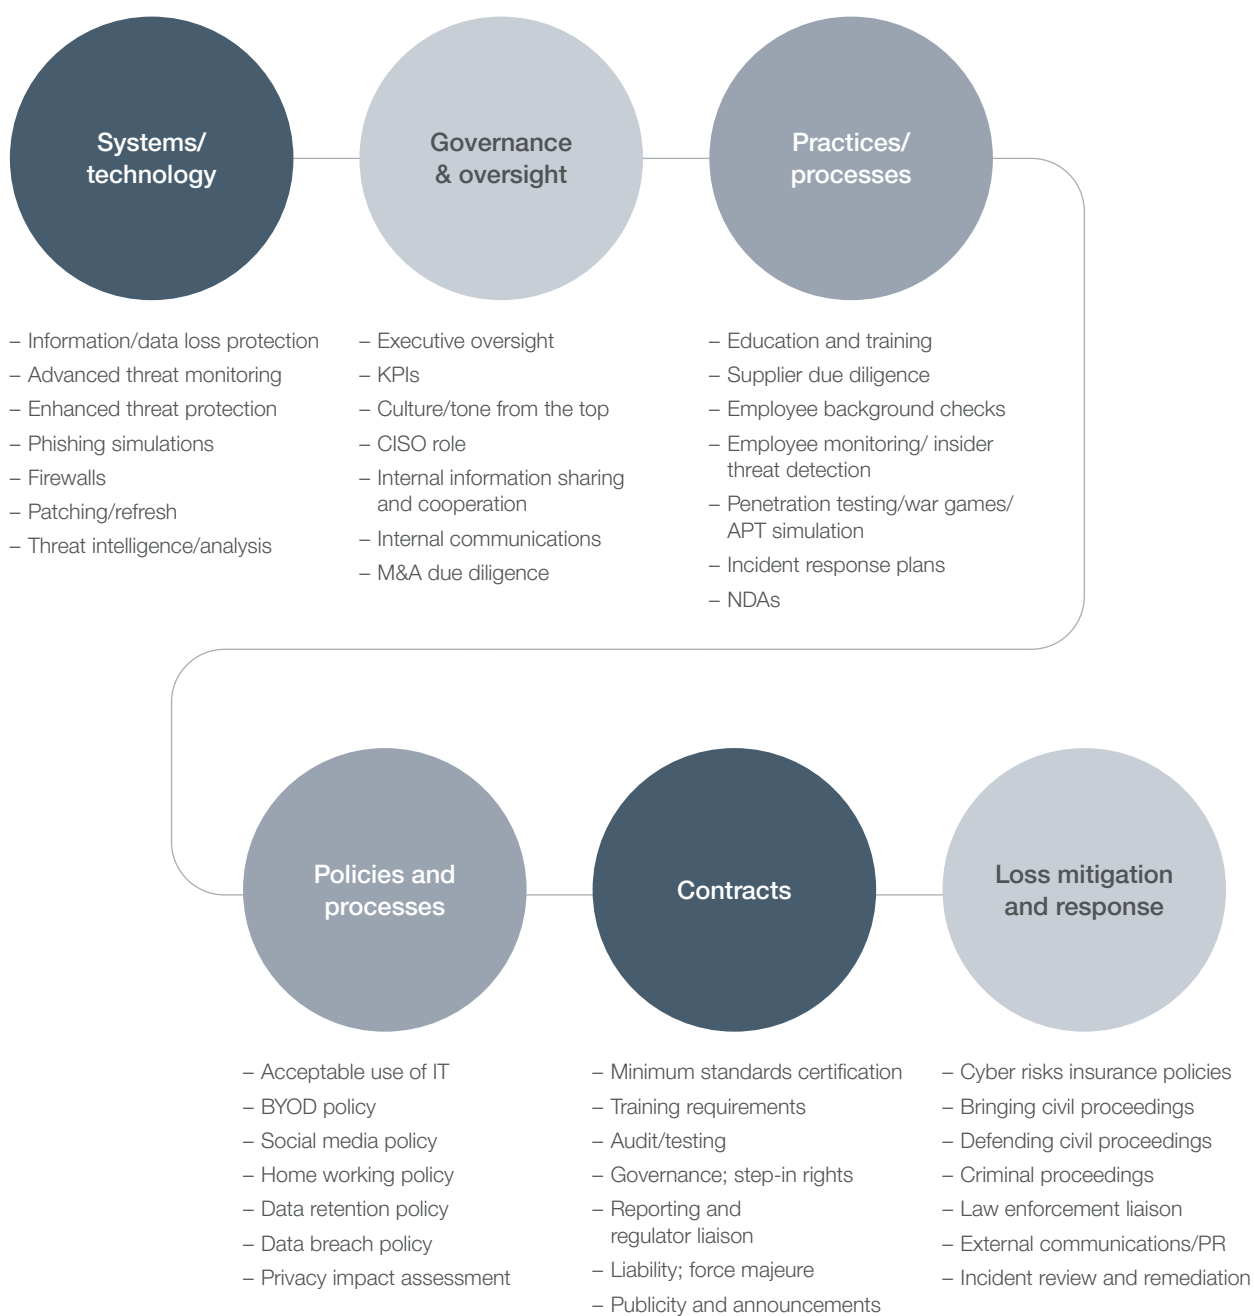 Systems/
technology
Governance
& oversight
Practices/
processes
– Information/data loss protection
– Advanced threat monitoring
– Enhanced threat protection
– Phishing simulations
– Firewalls
– Patching/refresh
– Threat intelligence/analysis
– Executive oversight
– KPIs
– Culture/tone from the top
– CISO role
– Internal information sharing
and cooperation
– Internal communications
– M&A due diligence
– Education and training
– Supplier due diligence
– Employee background checks
– Employee monitoring/ insider
threat detection
– Penetration testing/war games/
APT simulation
– Incident response plans
– NDAs
Policies and
processes
Contracts
Loss mitigation
and response
– Acceptable use of IT
– BYOD policy
– Social media policy
– Home working policy
– Data retention policy
– Data breach policy
– Privacy impact assessment
– Minimum standards certification
– Training requirements
– Audit/testing
– Governance; step-in rights
– Reporting and
regulator liaison
– Liability; force majeure
– Publicity and announcements
– Cyber risks insurance policies
– Bringing civil proceedings
– Defending civil proceedings
– Criminal proceedings
– Law enforcement liaison
– External communications/PR
– Incident review and remediation